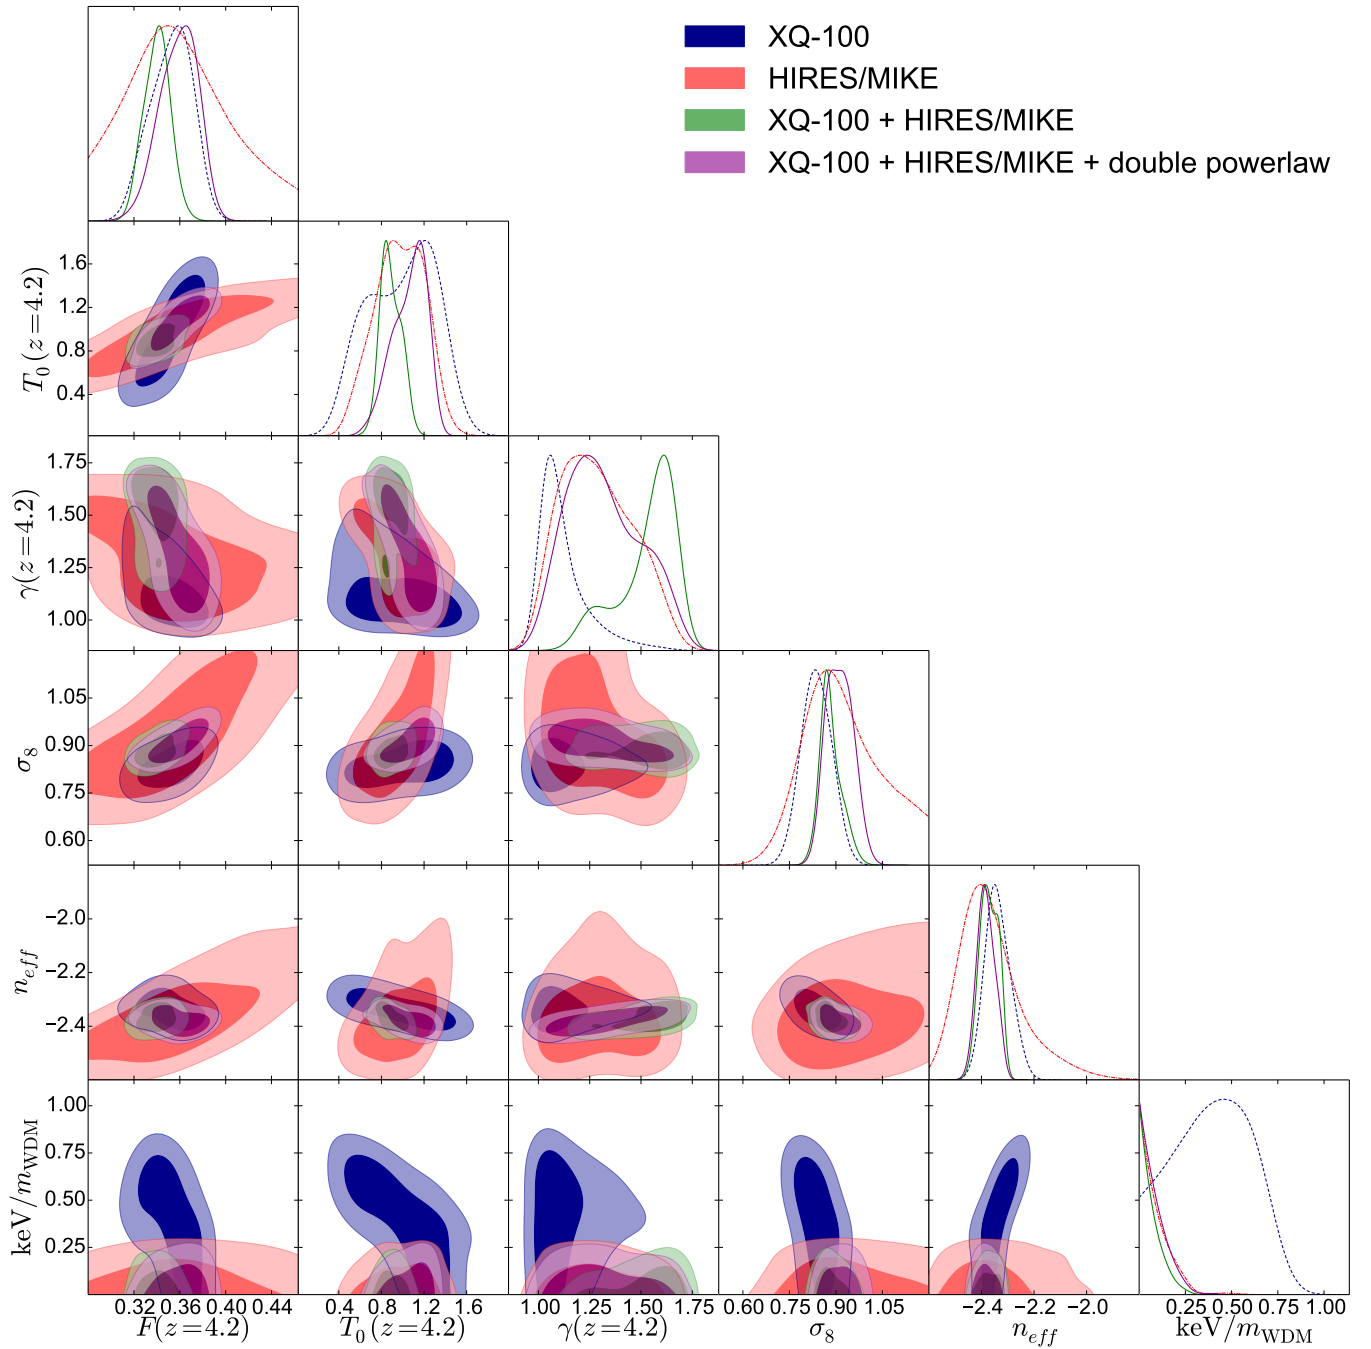 XQ-100
HIRES/MIKE
XQ-100 + HIRES/MIKE
XQ-100 + HIRES/MIKE + double powerlaw
T₀(z=4.2)
1.6
1.2
0.8
0.4
γ(z=4.2)
1.75
1.50
1.25
1.00
σ₈
1.05
0.90
0.75
0.60
n_eff
−2.0
−2.2
−2.4
keV/m_WDM
1.00
0.75
0.50
0.25
0.32 0.36 0.40 0.44
F(z=4.2)
0.4 0.8 1.2 1.6
T₀(z=4.2)
1.00 1.25 1.50 1.75
γ(z=4.2)
0.60 0.75 0.90 1.05
σ₈
−2.4 −2.2 −2.0
n_eff
0.25 0.50 0.75 1.00
keV/m_WDM